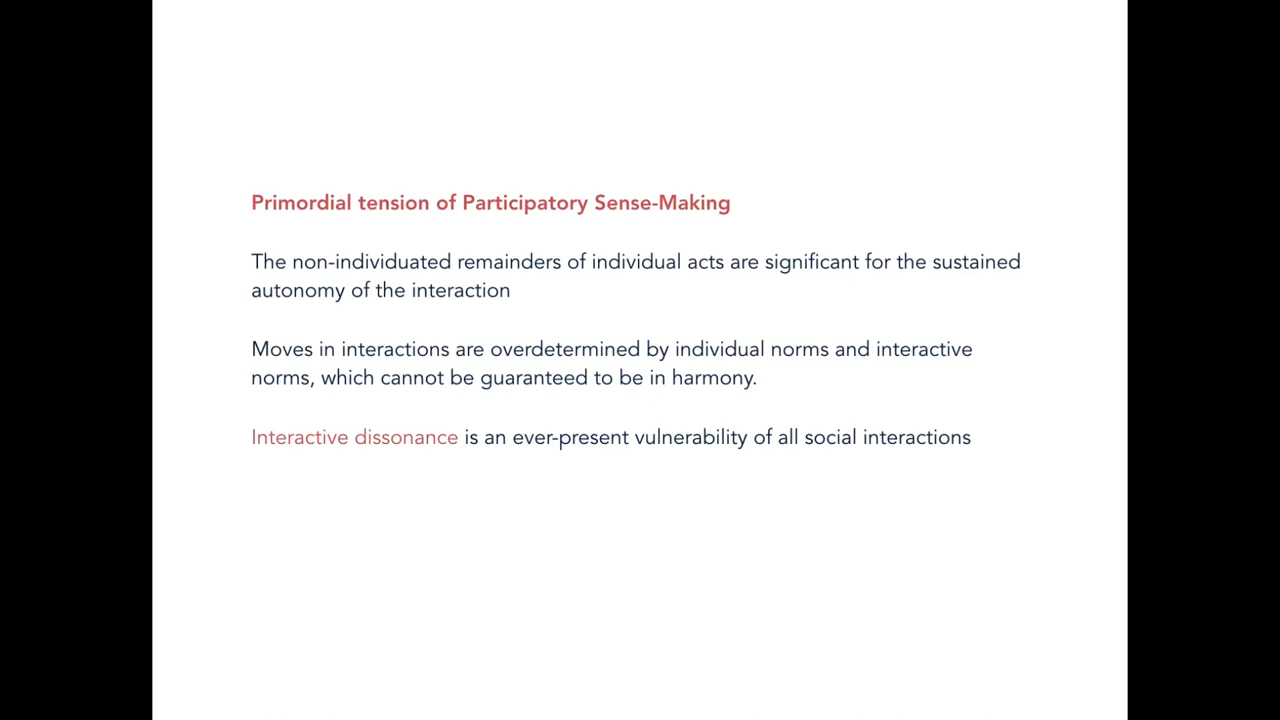 Primordial tension of Participatory Sense-Making
The non-individuated remainders of individual acts are significant for the sustained
autonomy of the interaction
Moves in interactions are overdetermined by individual norms and interactive
norms, which cannot be guaranteed to be in harmony.
Interactive dissonance is an ever-present vulnerability of all social interactions